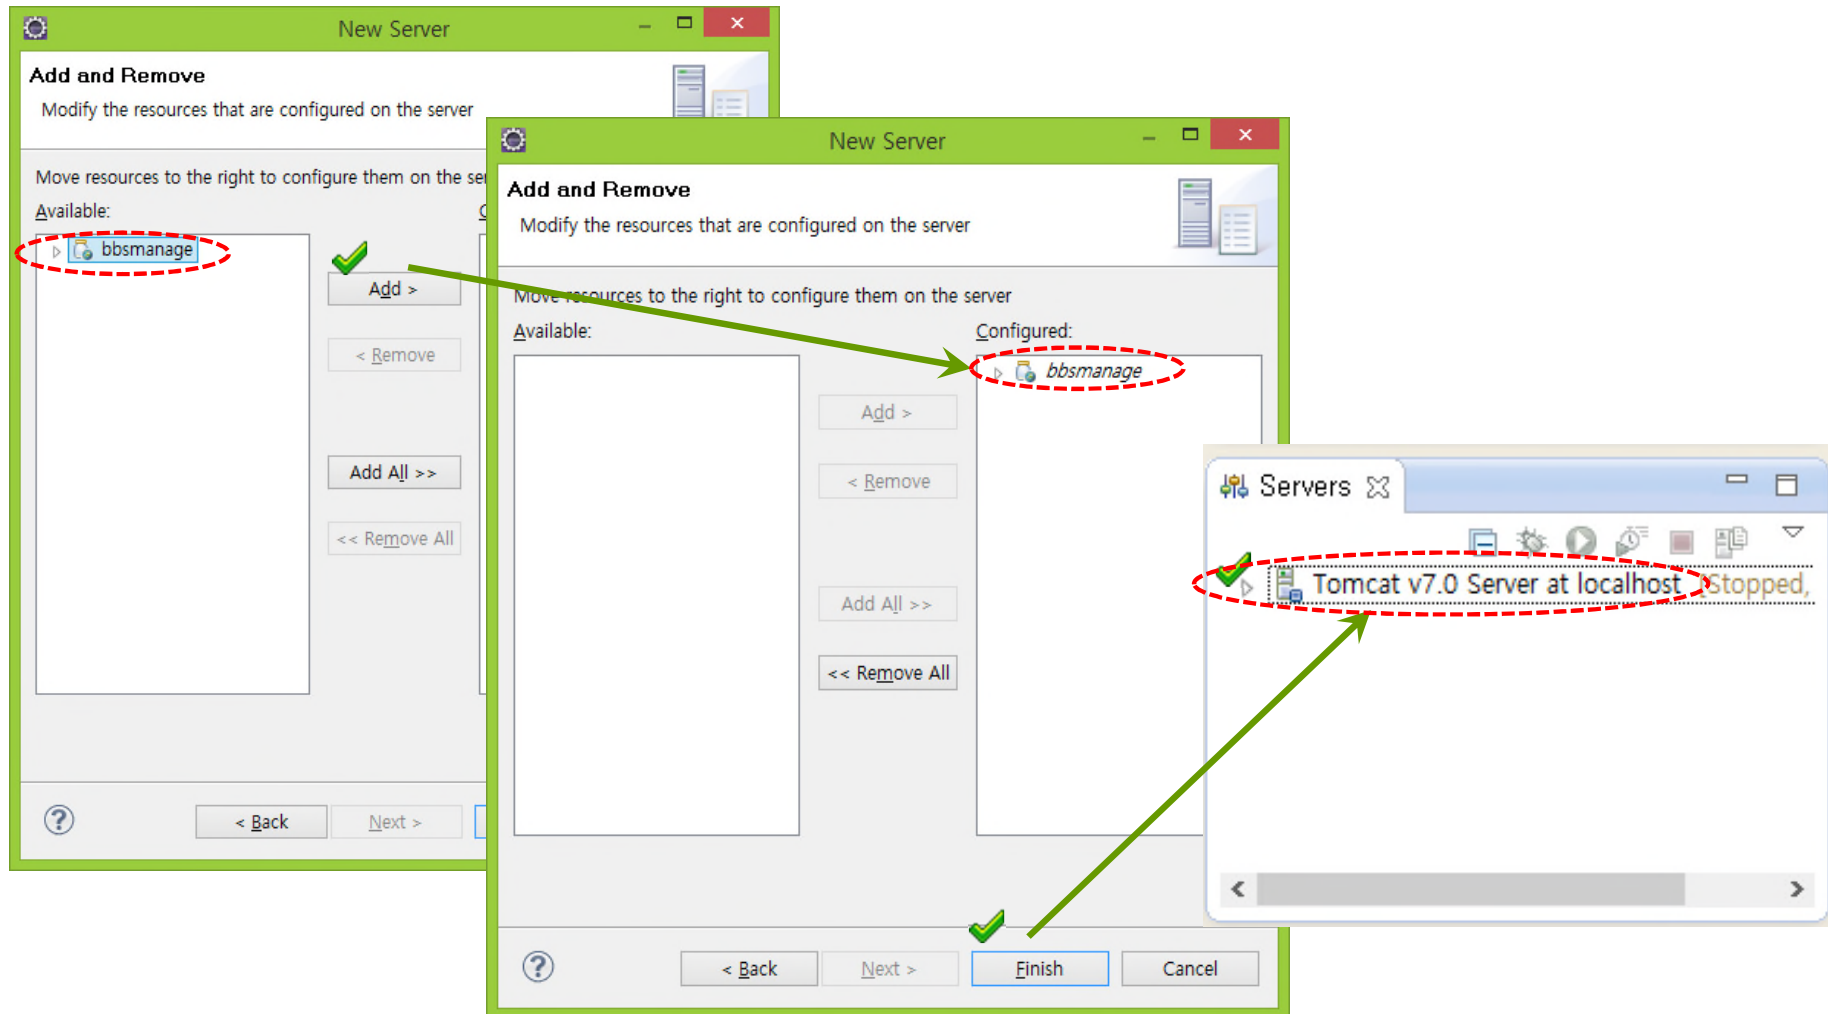 New Server
Add and Remove
Modify the resources that are configured on the server
Move resources to the right to configure them on the ser
Available:
bbsmanage
Add >
< Remove
Add All >>
<< Remove All
< Back
Next >
New Server
Add and Remove
Modify the resources that are configured on the server
Move resources to the right to configure them on the server
Available:
Configured:
bbsmanage
Add >
< Remove
Add All >>
<< Remove All
< Back
Next >
Finish
Cancel
Servers
Tomcat v7.0 Server at localhost [Stopped,